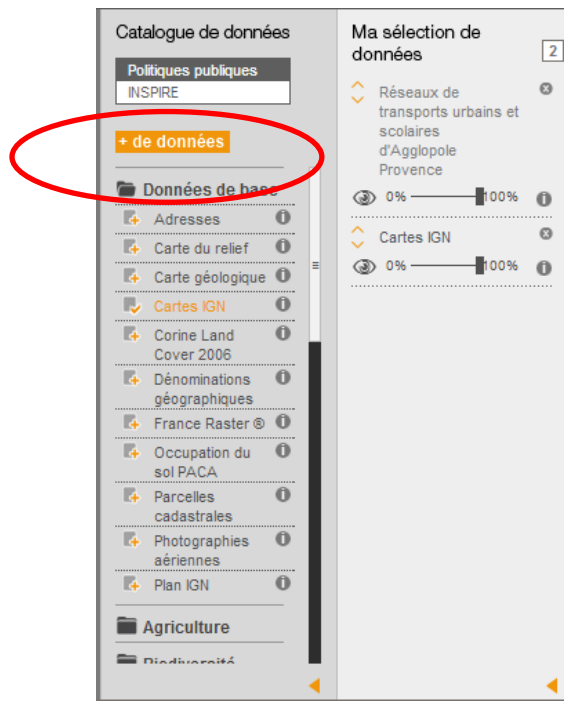 Catalogue de données
Politiques publiques
INSPIRE
+ de données
Données de base
Adresses
Carte du relief
Carte géologique
Cartes IGN
Corine Land
Cover 2006
Dénominations
géographiques
France Raster ®
Occupation du
sol PACA
Parcelles
cadastrales
Photographies
aériennes
Plan IGN
Agriculture
Biodiversité
Ma sélection de
données
2
Réseaux de
transports urbains et
scolaires
d'Agglopole
Provence
0% 100%
Cartes IGN
0% 100%